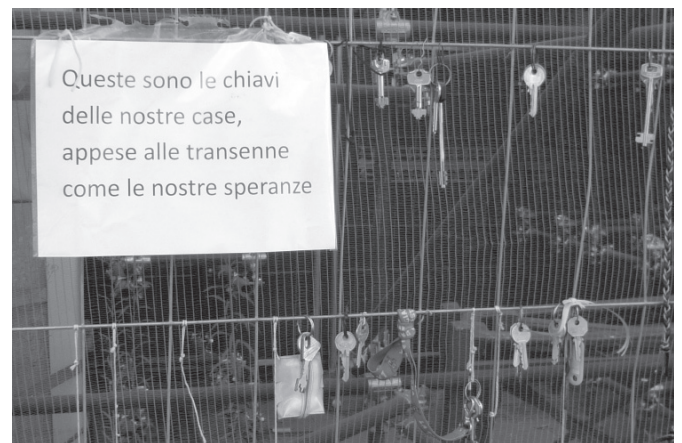 Queste sono le chiavi
delle nostre case,
appese alle transenne
come le nostre speranze